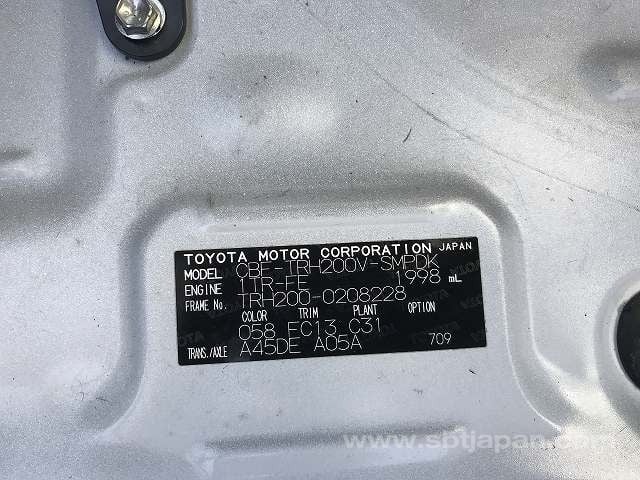 TOYOTA MOTOR CORPORATION JAPAN
MODEL CBF-TRH200V-SMPDK
ENGINE 1TR-FE 1998 mL
FRAME No. TRH200-0208228
COLOR TRIM PLANT OPTION
058 FC13 C31
TRANS./AXLE A45DE A05A 709
www.sbtjapan.com